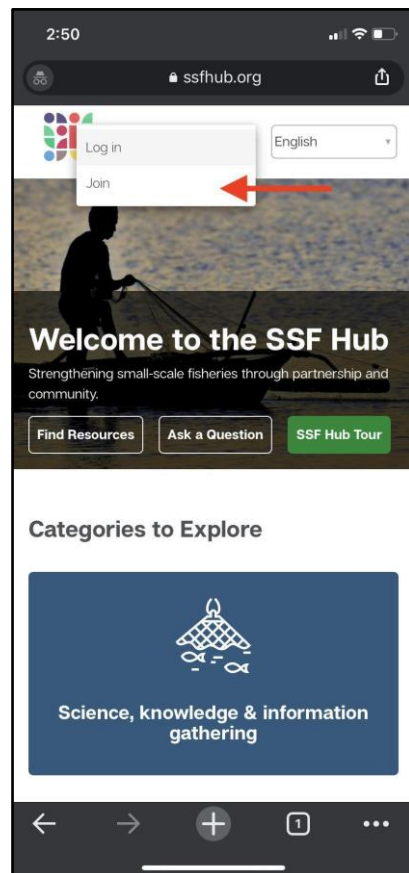 2:50
ssfhub.org
Log in
English
Join
Welcome to the SSF Hub
Strengthening small-scale fisheries through partnership and
community.
Find Resources
Ask a Question
SSF Hub Tour
Categories to Explore
Science, knowledge & information
gathering
1